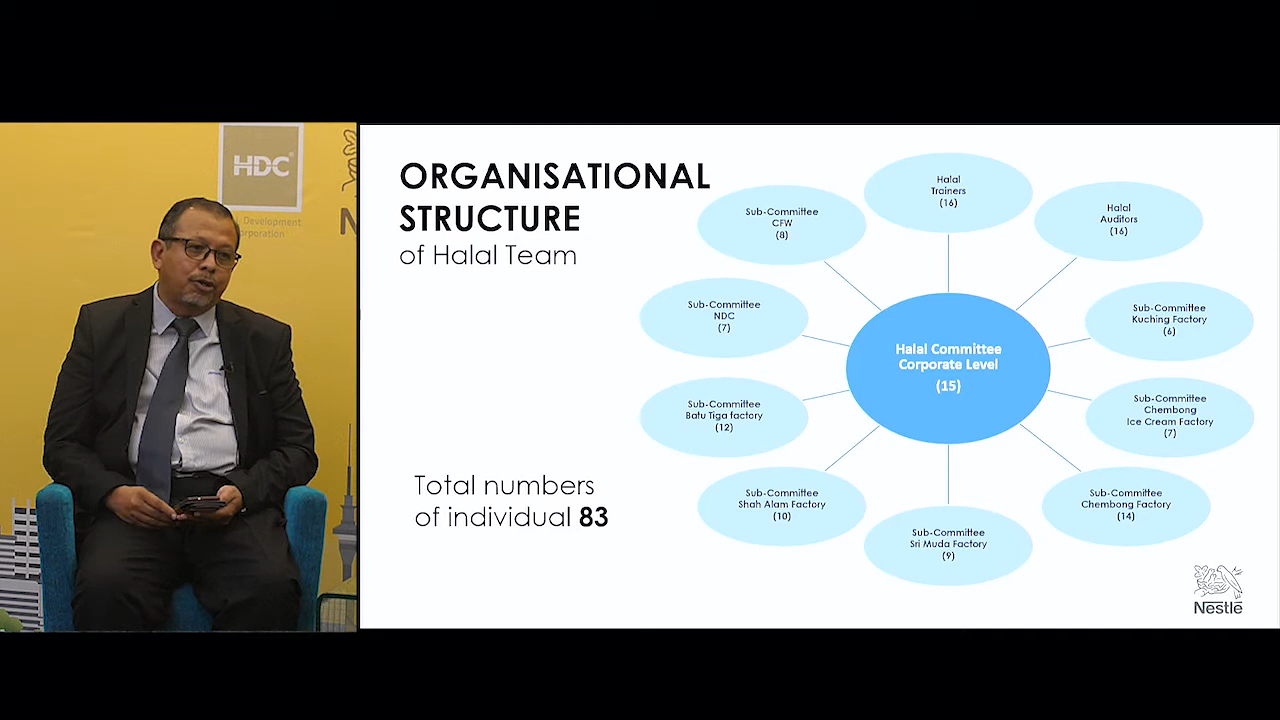 HDC
Development
ORGANISATIONAL
STRUCTURE
of Halal Team
Total numbers
of individual 83
Halal
Trainers
(16)
Halal
Auditors
(16)
Sub-Committee
Kuching Factory
(6)
Sub-Committee
Chembong
Ice Cream Factory
(7)
Sub-Committee
Chembong Factory
(14)
Sub-Committee
Sri Muda Factory
(9)
Sub-Committee
Shah Alam Factory
(10)
Sub-Committee
Batu Tiga factory
(12)
Sub-Committee
NDC
(7)
Sub-Committee
CFW
(8)
Halal Committee
Corporate Level
(15)
Nestlé